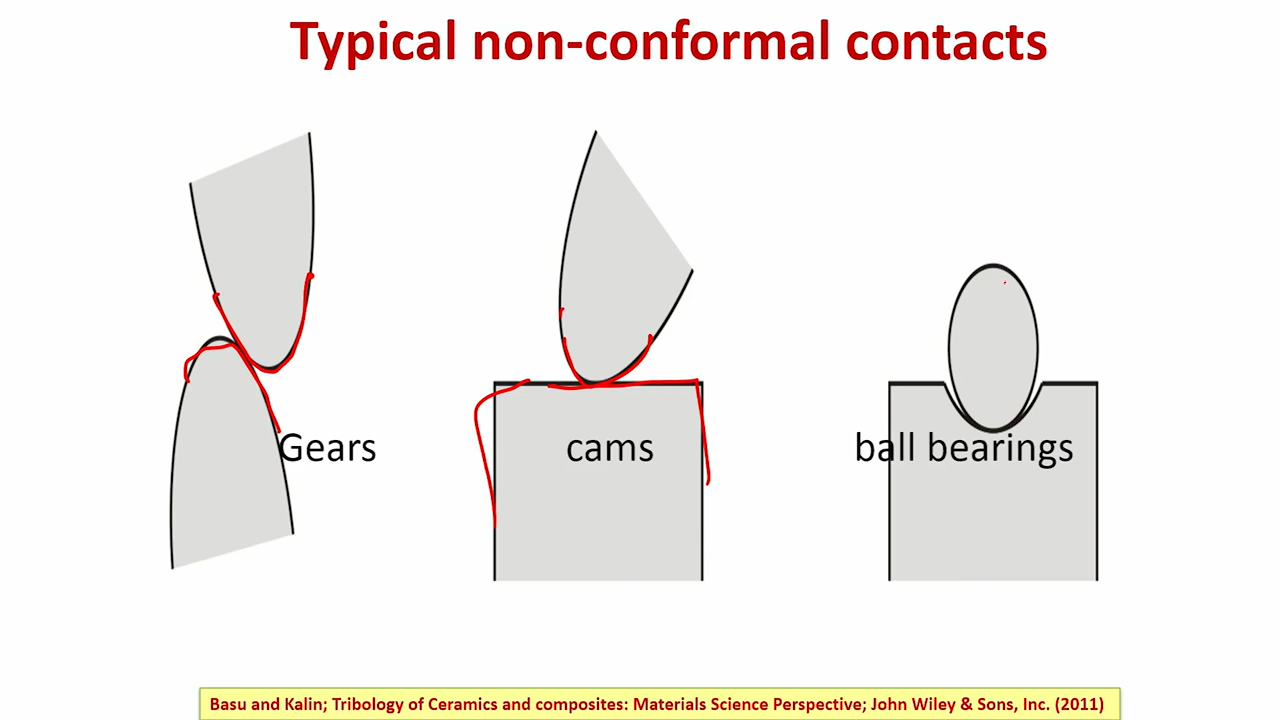 Typical non-conformal contacts
Gears
cams
ball bearings
Basu and Kalin; Tribology of Ceramics and composites: Materials Science Perspective; John Wiley & Sons, Inc. (2011)